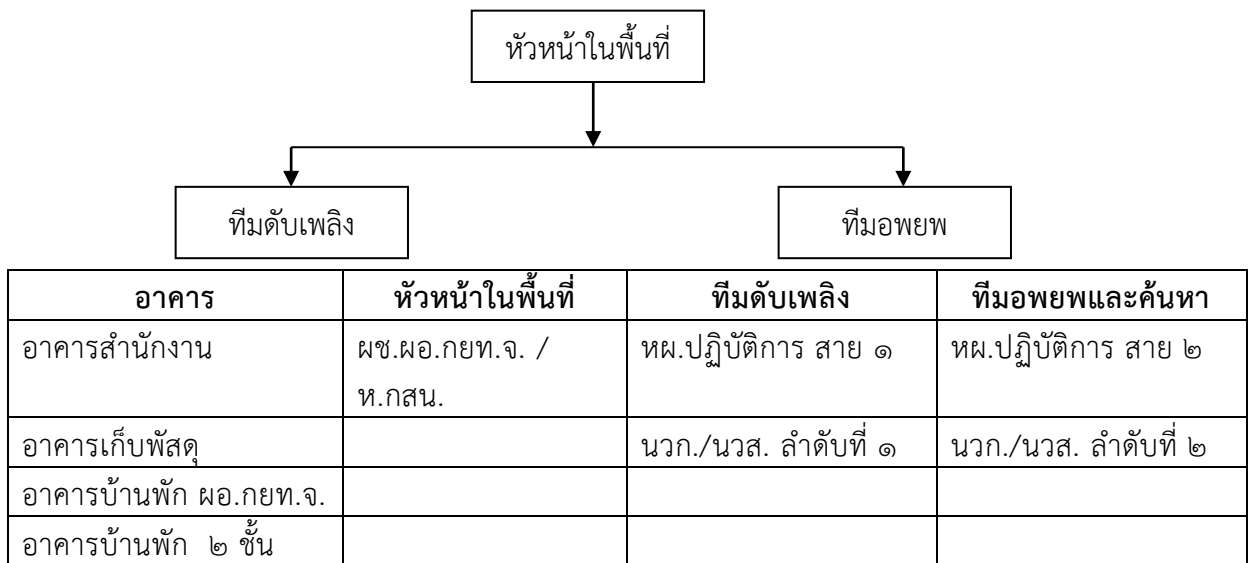 หัวหน้าในพื้นที่
ทีมดับเพลิง ทีมอพยพ
อาคาร หัวหน้าในพื้นที่ ทีมดับเพลิง ทีมอพยพและค้นหา
อาคารสำนักงาน ผช.ผอ.กยท.จ. / หผ.ปฏิบัติการ สาย ๑ หผ.ปฏิบัติการ สาย ๒
ห.กสน.
อาคารเก็บพัสดุ นวก./นวส. ลำดับที่ ๑ นวก./นวส. ลำดับที่ ๒
อาคารบ้านพัก ผอ.กยท.จ.
อาคารบ้านพัก ๒ ชั้น